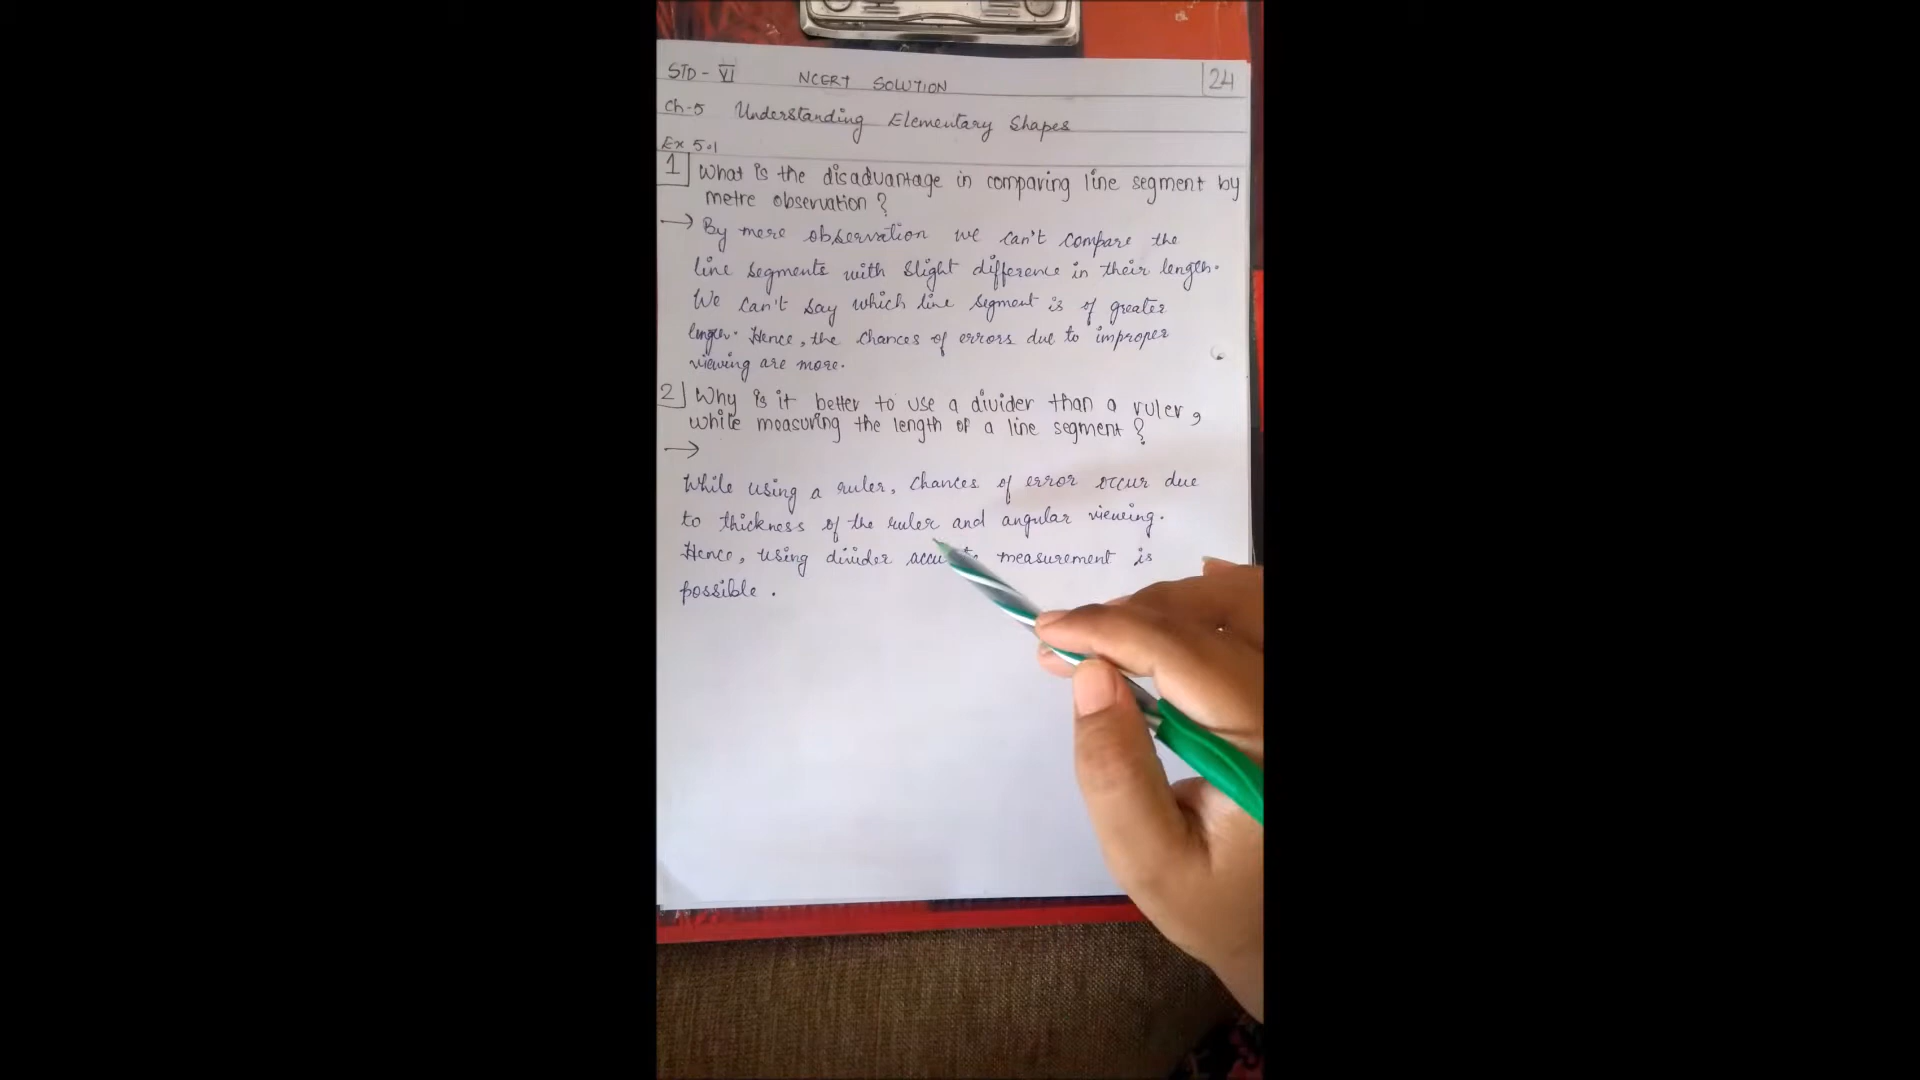 STD - VI NCERT SOLUTION 24
Ch-5 Understanding Elementary Shapes
Ex 5.1
1 What is the disadvantage in comparing line segment by
metre observation?
→ By mere observation we can't compare the
line segments with slight difference in their length.
We can't say which line segment is of greater
length. Hence, the chances of errors due to improper
viewing are more.
2 Why is it better to use a divider than a ruler,
while measuring the length of a line segment?
→
While using a ruler, chances of error occur due
to thickness of the ruler and angular viewing.
Hence, using divider measurement is
possible.